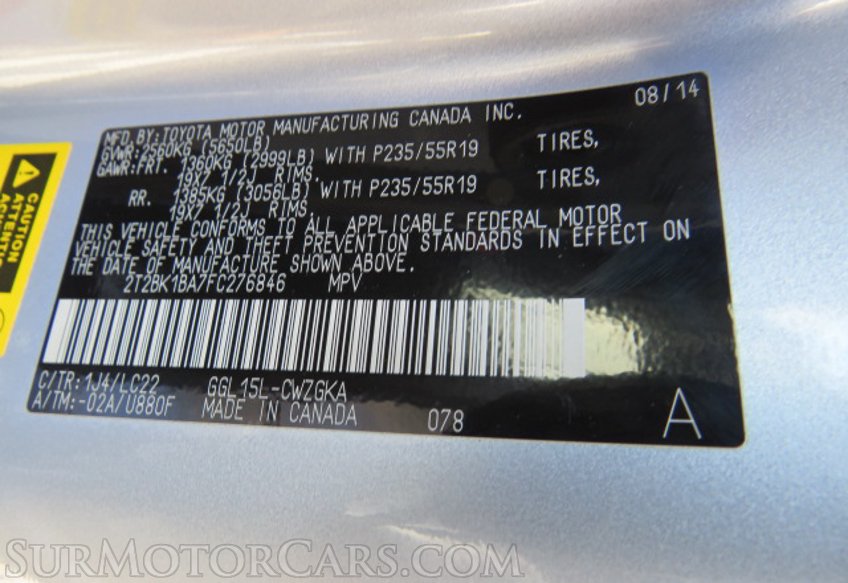 MFD.BY:TOYOTA MOTOR MANUFACTURING CANADA INC. 08/14
GVWR:2560KG (5650LB)
GAWR:FRT. 1360KG (2999LB) WITH P235/55R19 TIRES,
19X7 1/2J RIMS,
RR. 1385KG (3056LB) WITH P235/55R19 TIRES,
19X7 1/2J RIMS.
THIS VEHICLE CONFORMS TO ALL APPLICABLE FEDERAL MOTOR
VEHICLE SAFETY AND THEFT PREVENTION STANDARDS IN EFFECT ON
THE DATE OF MANUFACTURE SHOWN ABOVE.
2T2BK1BA7FC276846 MPV
C/TR:1J4/LC22 GGL15L-CWZGKA
A/TM:-02A/U880F MADE IN CANADA 078 A
CAUTION
ATTENTION
SurMotorCars.com